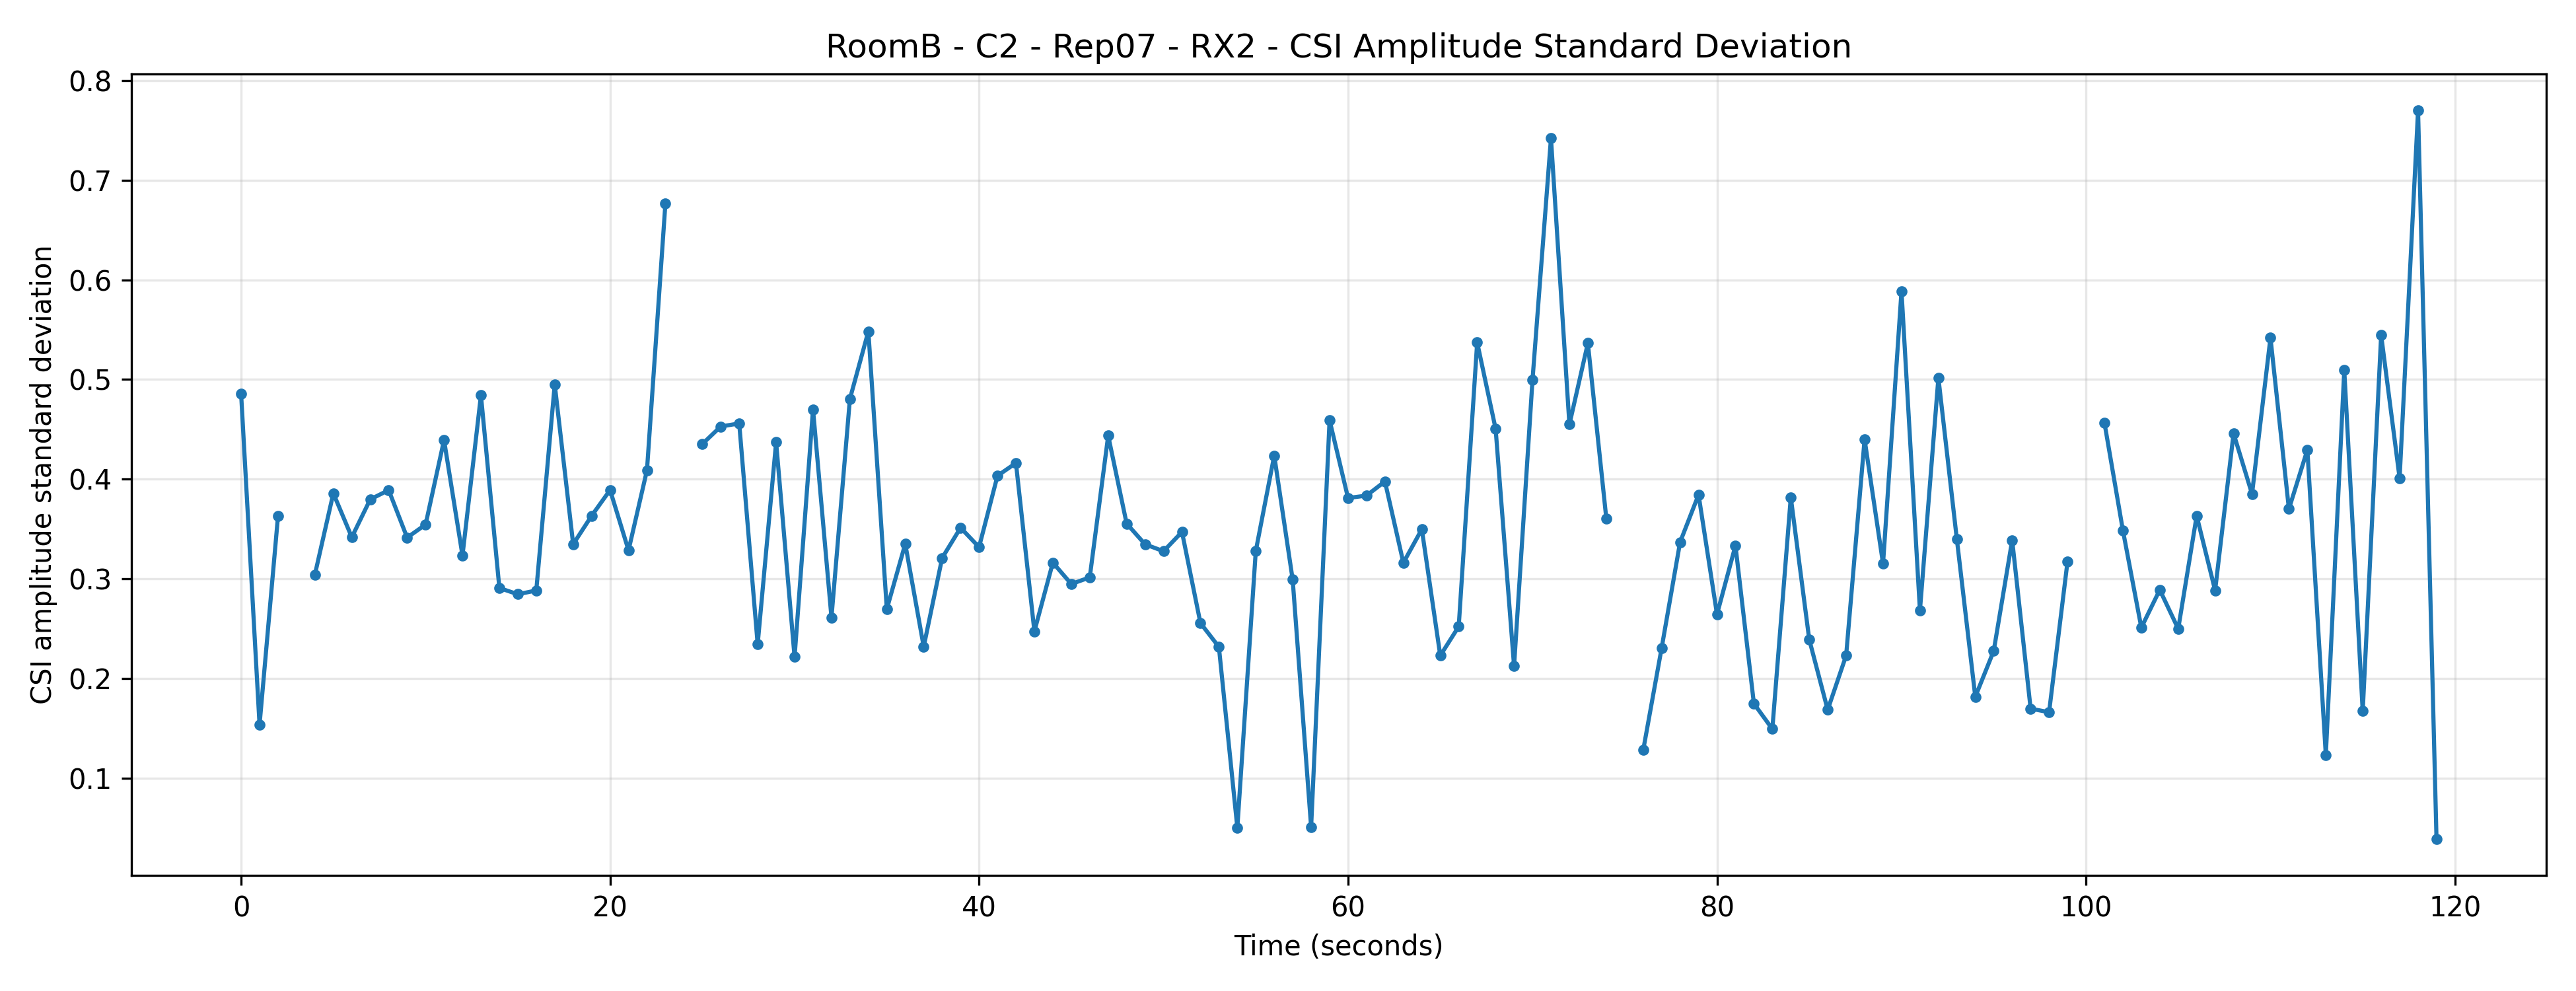 RoomB - C2 - Rep07 - RX2 - CSI Amplitude Standard Deviation
CSI amplitude standard deviation
0.8
0.7
0.6
0.5
0.4
0.3
0.2
0.1
0 20 40 60 80 100 120
Time (seconds)